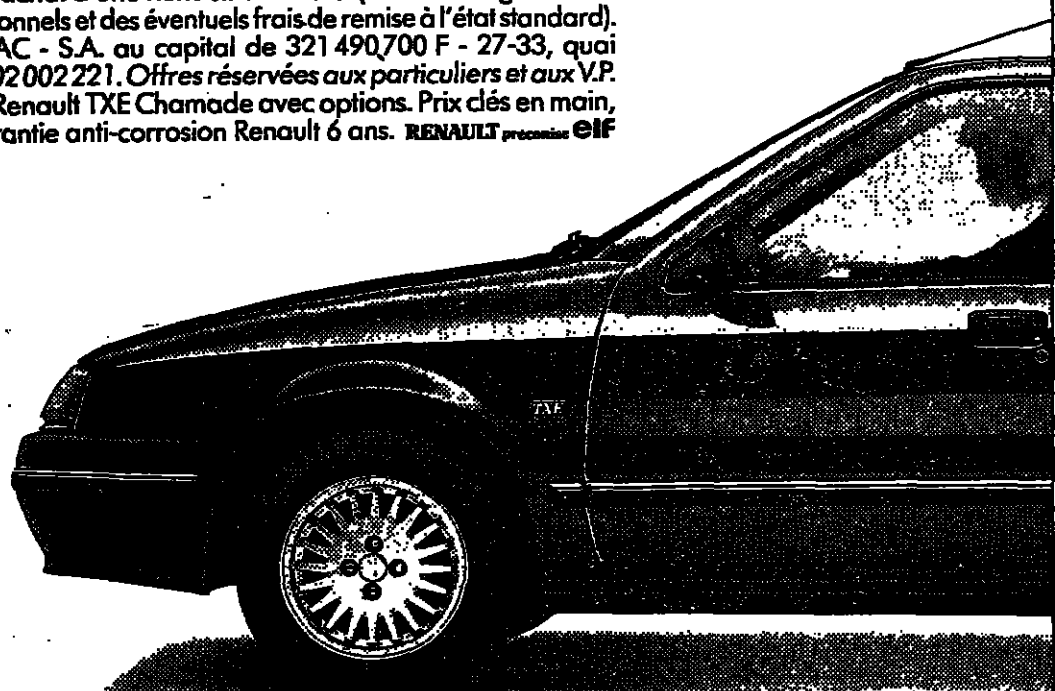 onnels et des éventuels frais de remise à l'état standard).
AC - S.A. au capital de 321 490,700 F - 27-33, quai
02 002 221. Offres réservées aux particuliers et aux V.P.
Renault TXE Chamade avec options. Prix clés en main,
rantie anti-corrosion Renault 6 ans. RENAULT préconise elf
TXE